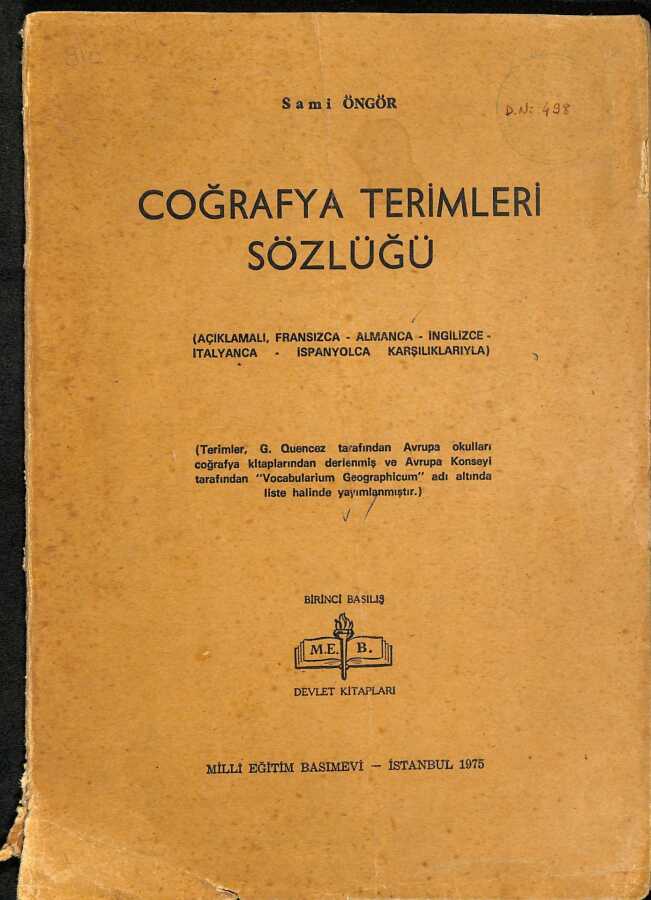 Sami ÖNGÖR
D.N: 498
COĞRAFYA TERİMLERİ
SÖZLÜĞÜ
(AÇIKLAMALI, FRANSIZCA - ALMANCA - İNGİLİZCE -
İTALYANCA - İSPANYOLCA KARŞILIKLARIYLA)
(Terimler, G. Quencez tarafından Avrupa okulları
coğrafya kitaplarından derlenmiş ve Avrupa Konseyi
tarafından "Vocabularium Geographicum" adı altında
liste halinde yayımlanmıştır.)
BİRİNCİ BASILIŞ
M.E. B.
DEVLET KİTAPLARI
MİLLÎ EĞİTİM BASIMEVİ — İSTANBUL 1975